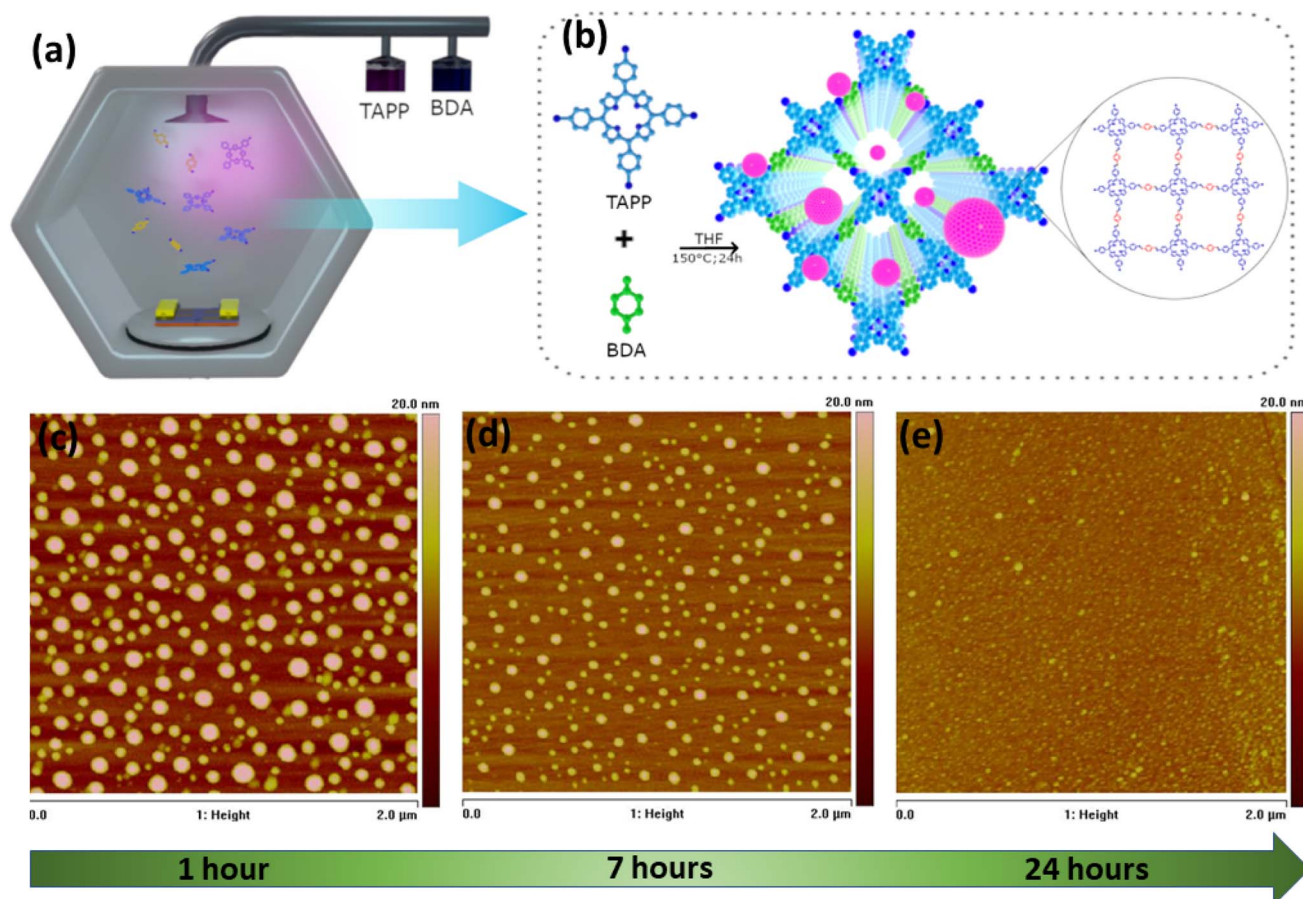 (a)
TAPP
BDA
(b)
TAPP
+
BDA
THF
150°C;24h
(c)
20.0 nm
0.0
1: Height
2.0 µm
(d)
20.0 nm
0.0
1: Height
2.0 µm
(e)
20.0 nm
0.0
1: Height
2.0 µm
1 hour
7 hours
24 hours